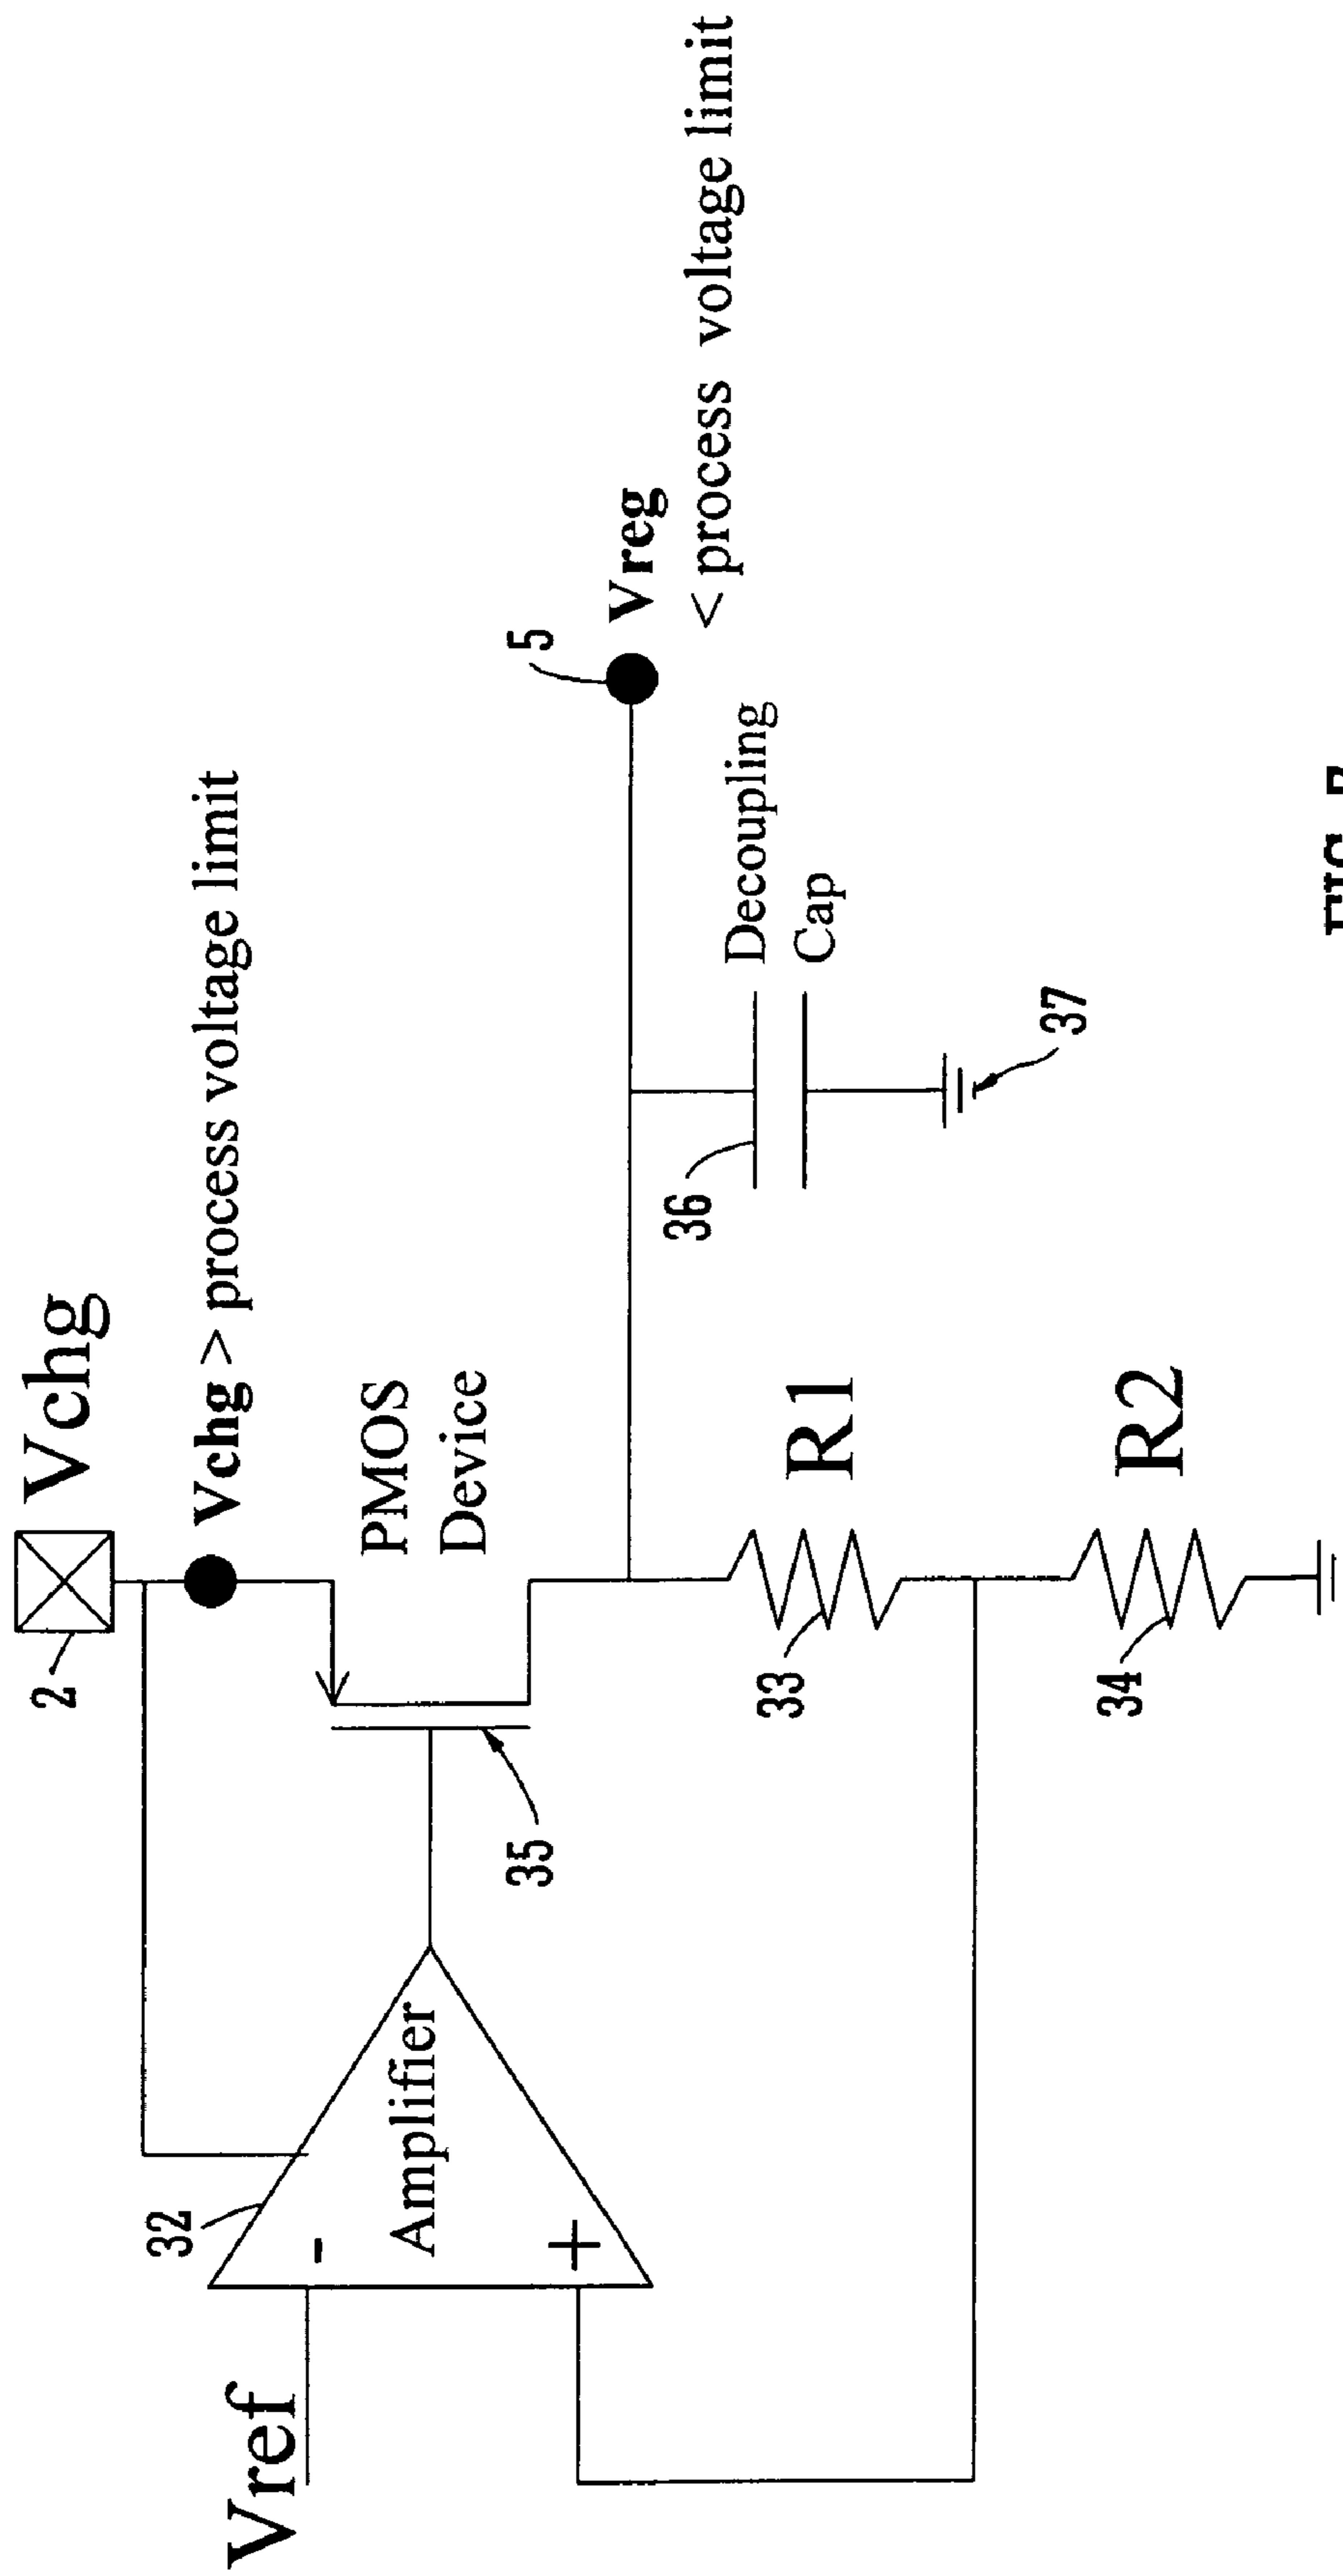 2
Vchg
Vchg > process voltage limit
32
Vref
-
PMOS
Device
Amplifier
35
+
5
Vreg
< process voltage limit
36
Decoupling
Cap
33
R1
37
34
R2
FIG.